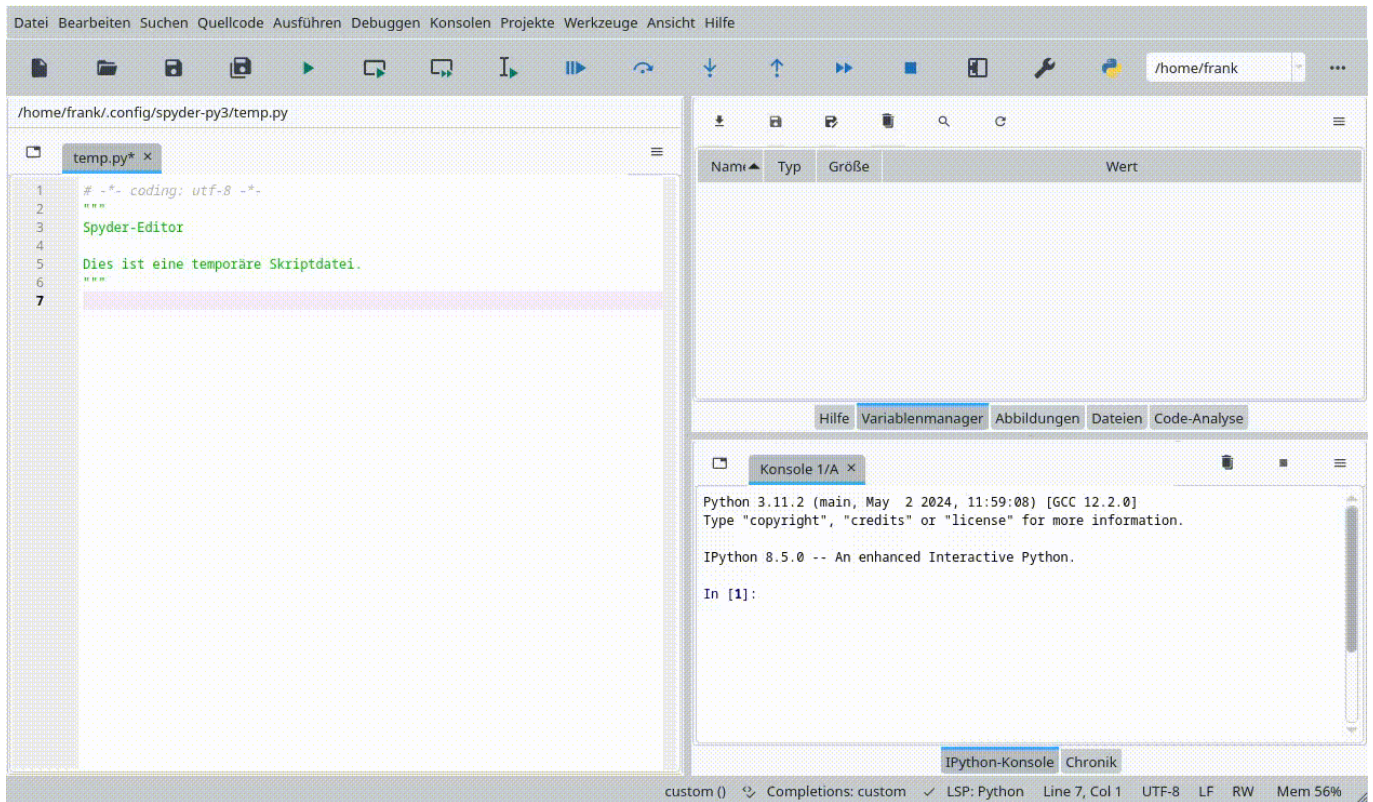 Datei Bearbeiten Suchen Quellcode Ausführen Debuggen Konsolen Projekte Werkzeuge Ansicht Hilfe
/home/frank
/home/frank/.config/spyder-py3/temp.py
temp.py*
1 # -*- coding: utf-8 -*-
2 """
3 Spyder-Editor
4
5 Dies ist eine temporäre Skriptdatei.
6 """
7
Name Typ Größe Wert
Hilfe Variablenmanager Abbildungen Dateien Code-Analyse
Konsole 1/A
Python 3.11.2 (main, May  2 2024, 11:59:08) [GCC 12.2.0]
Type "copyright", "credits" or "license" for more information.
IPython 8.5.0 -- An enhanced Interactive Python.
In [1]:
IPython-Konsole Chronik
custom () Completions: custom LSP: Python Line 7, Col 1 UTF-8 LF RW Mem 56%